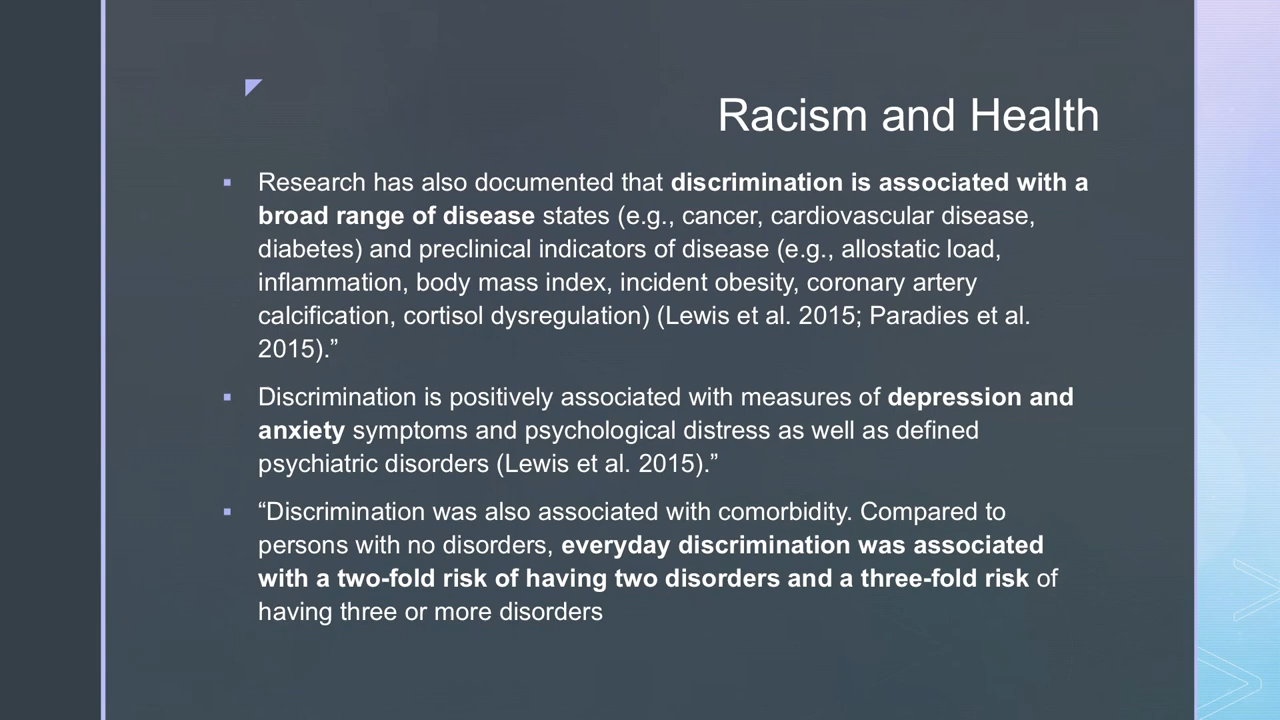 Racism and Health
▪ Research has also documented that discrimination is associated with a
broad range of disease states (e.g., cancer, cardiovascular disease,
diabetes) and preclinical indicators of disease (e.g., allostatic load,
inflammation, body mass index, incident obesity, coronary artery
calcification, cortisol dysregulation) (Lewis et al. 2015; Paradies et al.
2015).”
▪ Discrimination is positively associated with measures of depression and
anxiety symptoms and psychological distress as well as defined
psychiatric disorders (Lewis et al. 2015).”
▪ “Discrimination was also associated with comorbidity. Compared to
persons with no disorders, everyday discrimination was associated
with a two-fold risk of having two disorders and a three-fold risk of
having three or more disorders